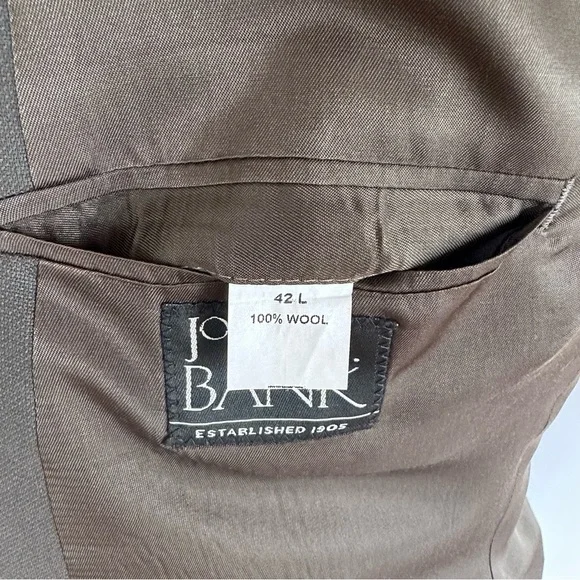 42 L
100% WOOL
BANK
ESTABLISHED 1905